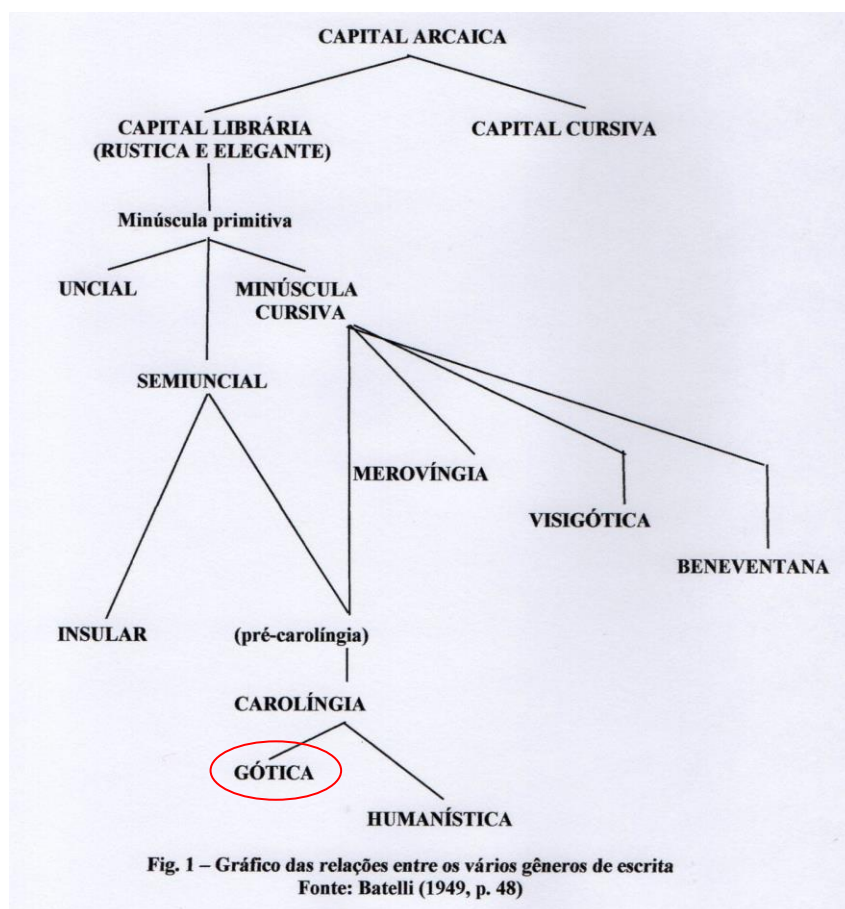 CAPITAL ARCAICA
CAPITAL LIBRÁRIA
(RUSTICA E ELEGANTE)
CAPITAL CURSIVA
Minúscula primitiva
UNCIAL
MINÚSCULA
CURSIVA
SEMIUNCIAL
MEROVÍNGIA
VISIGÓTICA
BENEVENTANA
INSULAR
(pré-carolíngia)
CAROLÍNGIA
GÓTICA
HUMANÍSTICA
Fig. 1 – Gráfico das relações entre os vários gêneros de escrita
Fonte: Batelli (1949, p. 48)